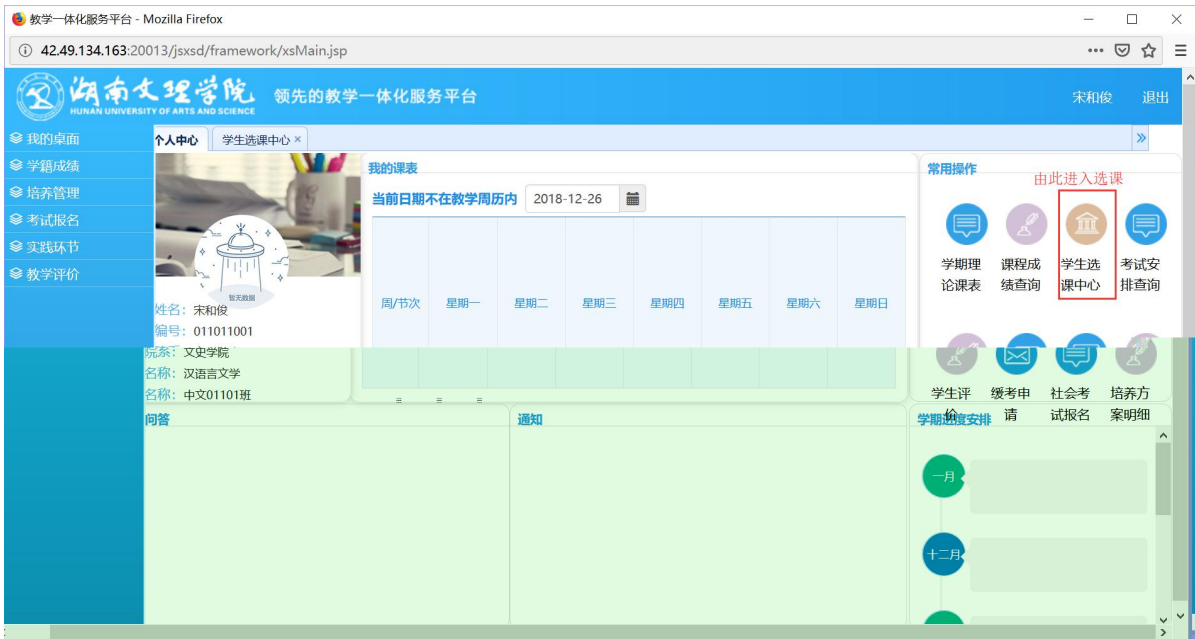 教学一体化服务平台 - Mozilla Firefox
42.49.134.163:20013/jsxsd/framework/xsMain.jsp
湖南文理学院
HUNAN UNIVERSITY OF ARTS AND SCIENCE
领先的教学一体化服务平台
宋和俊 退出
我的桌面
学籍成绩
培养管理
考试报名
实践环节
教学评价
个人中心 学生选课中心 ×
暂无数据
姓名：宋和俊
编号：011011001
院系：文史学院
名称：汉语言文学
名称：中文01101班
我的课表
当前日期不在教学周历内 2018-12-26
周/节次 星期一 星期二 星期三 星期四 星期五 星期六 星期日
常用操作
由此进入选课
学期理论课表
课程成绩查询
学生选课中心
考试安排查询
学生评价
缓考申请
社会考试报名
培养方案明细
问答
通知
学期进度安排
一月
十二月